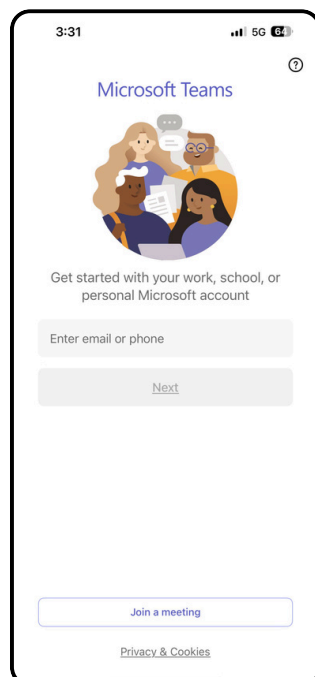 3:31 5G 64
Microsoft Teams
Get started with your work, school, or
personal Microsoft account
Enter email or phone
Next
Join a meeting
Privacy & Cookies